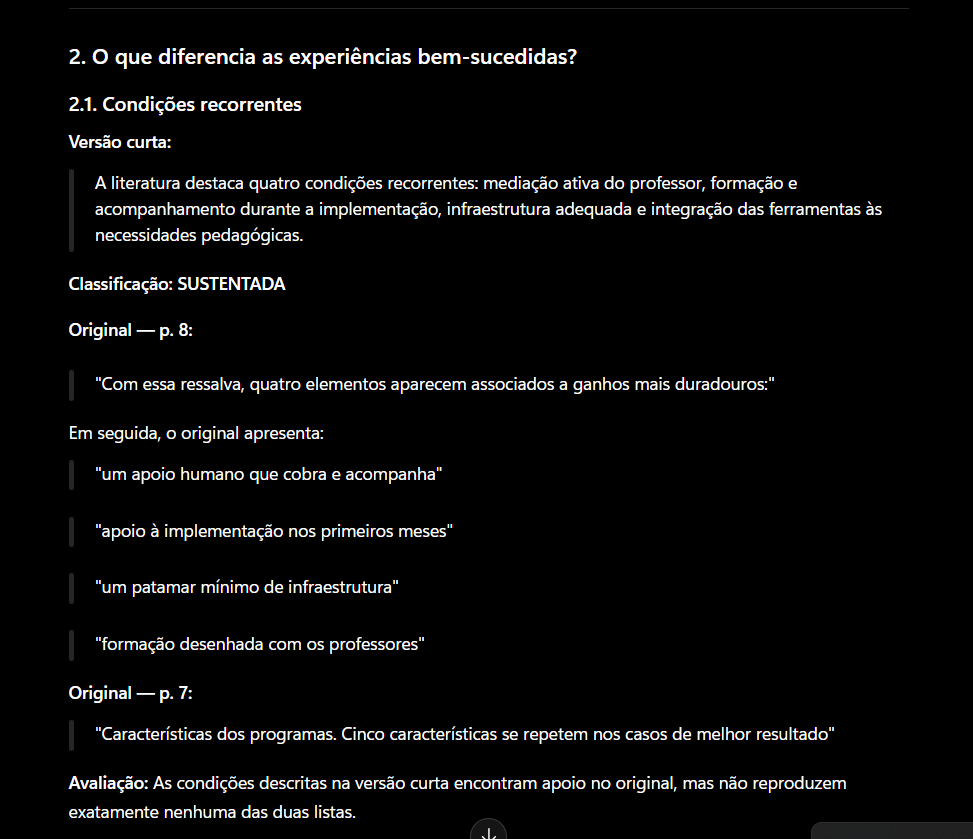 2. O que diferencia as experiências bem-sucedidas?
2.1. Condições recorrentes
Versão curta:
A literatura destaca quatro condições recorrentes: mediação ativa do professor, formação e
acompanhamento durante a implementação, infraestrutura adequada e integração das ferramentas às
necessidades pedagógicas.
Classificação: SUSTENTADA
Original — p. 8:
"Com essa ressalva, quatro elementos aparecem associados a ganhos mais duradouros:"
Em seguida, o original apresenta:
"um apoio humano que cobra e acompanha"
"apoio à implementação nos primeiros meses"
"um patamar mínimo de infraestrutura"
"formação desenhada com os professores"
Original — p. 7:
"Características dos programas. Cinco características se repetem nos casos de melhor resultado"
Avaliação: As condições descritas na versão curta encontram apoio no original, mas não reproduzem
exatamente nenhuma das duas listas.